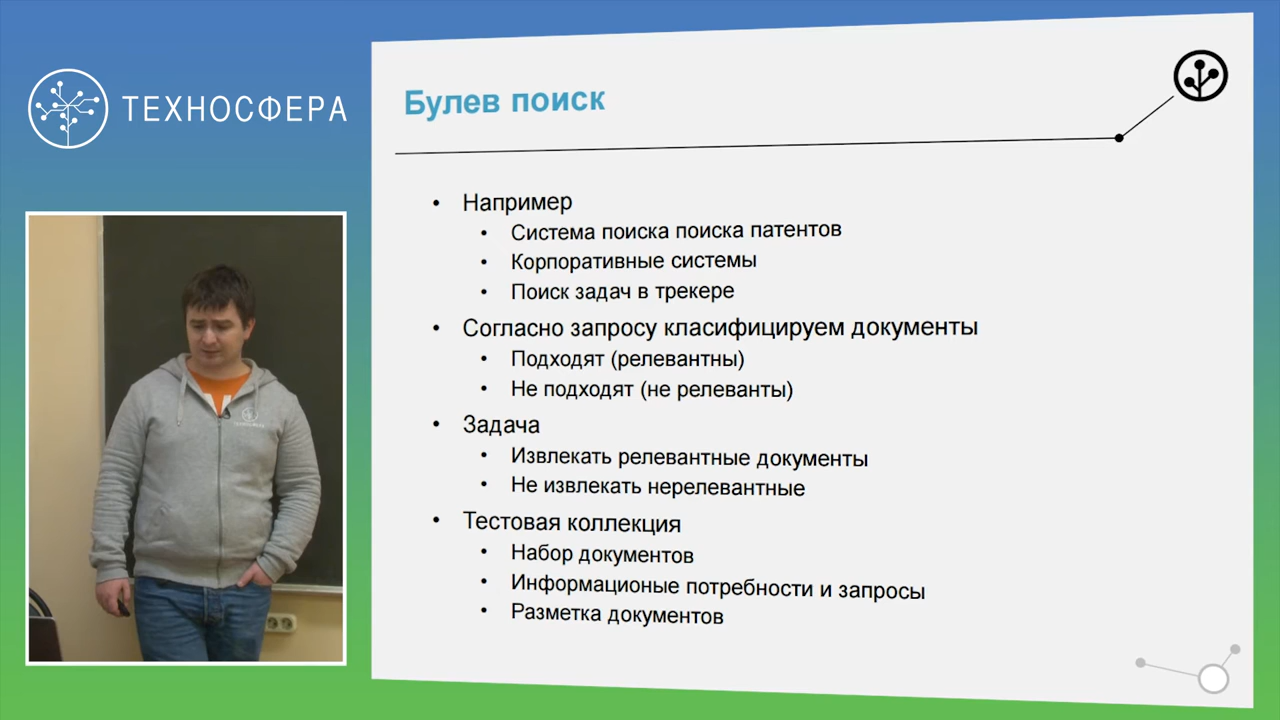 ТЕХНОСФЕРА
Булев поиск
• Например
• Система поиска поиска патентов
• Корпоративные системы
• Поиск задач в трекере
• Согласно запросу класифицируем документы
• Подходят (релевантны)
• Не подходят (не релеванты)
• Задача
• Извлекать релевантные документы
• Не извлекать нерелевантные
• Тестовая коллекция
• Набор документов
• Информационые потребности и запросы
• Разметка документов